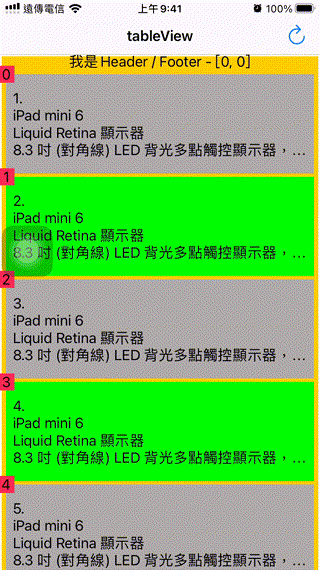 遠傳電信 上午9:41 100%
tableView
我是 Header / Footer - [0, 0]
0
1.
iPad mini 6
Liquid Retina 顯示器
8.3 吋 (對角線) LED 背光多點觸控顯示器，…
1
2.
iPad mini 6
Liquid Retina 顯示器
8.3 吋 (對角線) LED 背光多點觸控顯示器，…
2
3.
iPad mini 6
Liquid Retina 顯示器
8.3 吋 (對角線) LED 背光多點觸控顯示器，…
3
4.
iPad mini 6
Liquid Retina 顯示器
8.3 吋 (對角線) LED 背光多點觸控顯示器，…
4
5.
iPad mini 6
Liquid Retina 顯示器
8.3 吋 (對角線) LED 背光多點觸控顯示器，…